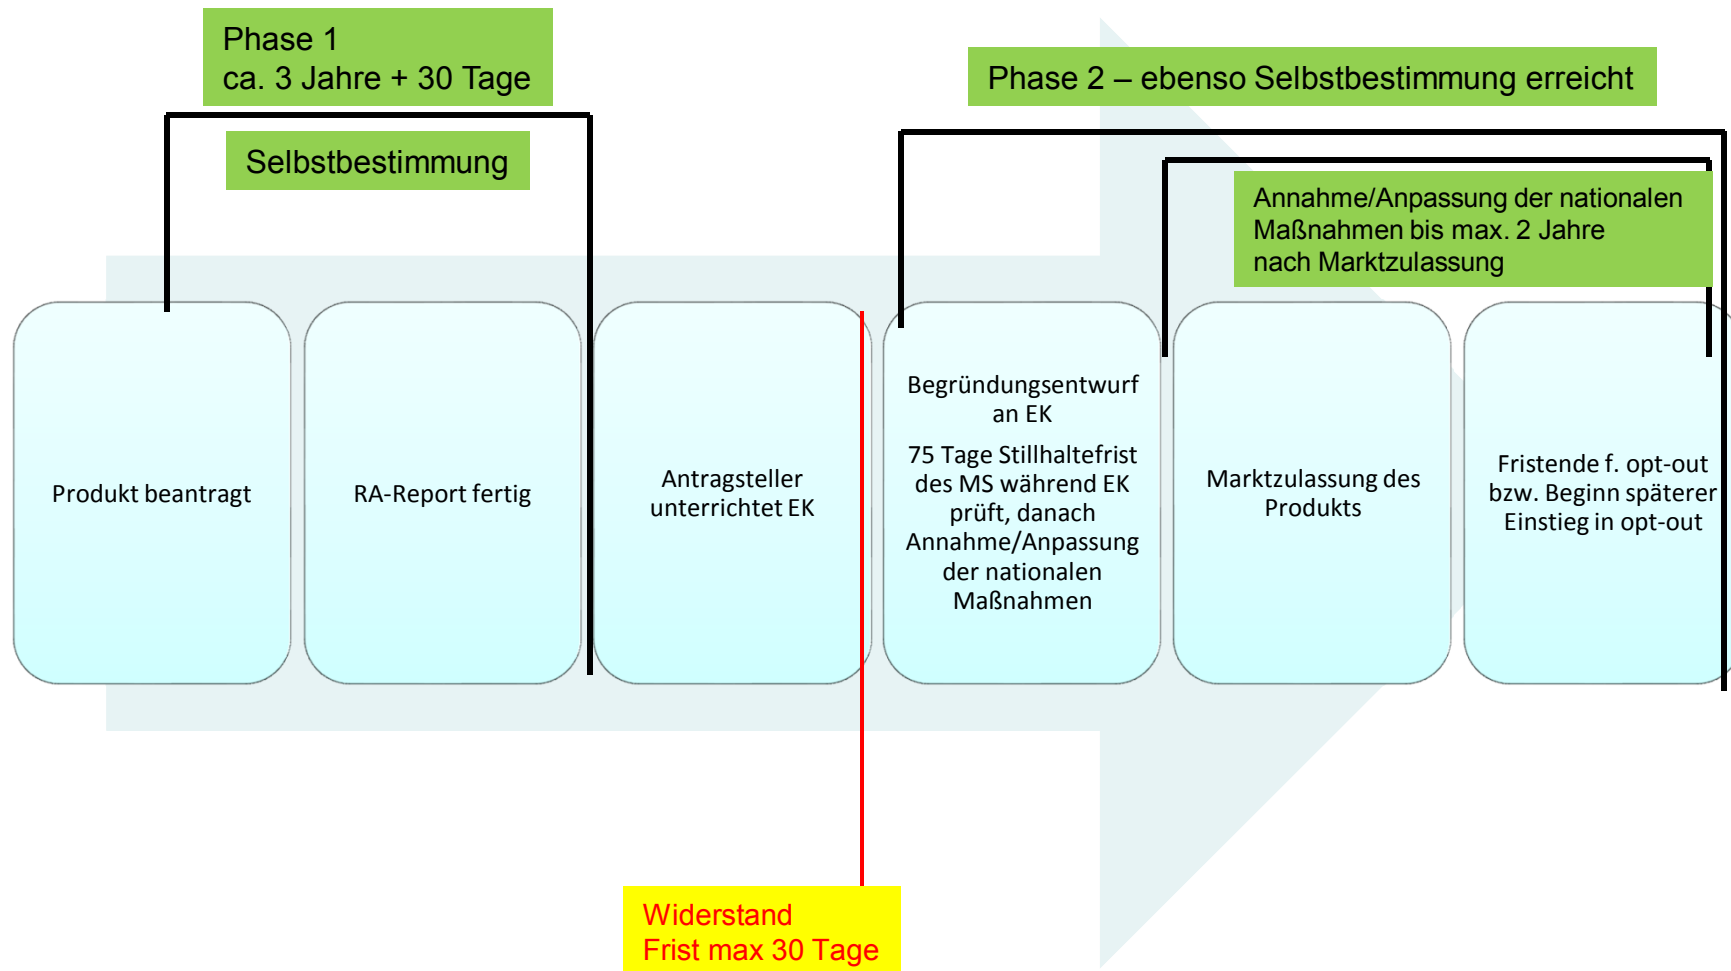 Phase 1
ca. 3 Jahre + 30 Tage
Selbstbestimmung
Phase 2 – ebenso Selbstbestimmung erreicht
Annahme/Anpassung der nationalen
Maßnahmen bis max. 2 Jahre
nach Marktzulassung
Produkt beantragt
RA-Report fertig
Antragsteller
unterrichtet EK
Begründungsentwurf
an EK
75 Tage Stillhaltefrist
des MS während EK
prüft, danach
Annahme/Anpassung
der nationalen
Maßnahmen
Marktzulassung des
Produkts
Fristende f. opt-out
bzw. Beginn späterer
Einstieg in opt-out
Widerstand
Frist max 30 Tage